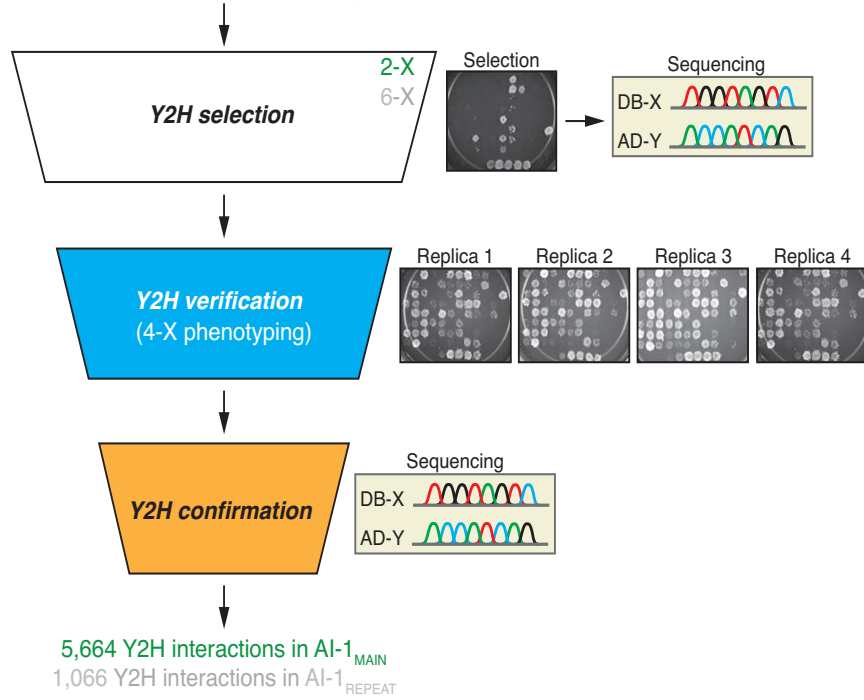 2-X
6-X
Y2H selection
Selection
Sequencing
DB-X
AD-Y
Y2H verification
(4-X phenotyping)
Replica 1
Replica 2
Replica 3
Replica 4
Y2H confirmation
Sequencing
DB-X
AD-Y
5,664 Y2H interactions in AI-1MAIN
1,066 Y2H interactions in AI-1REPEAT